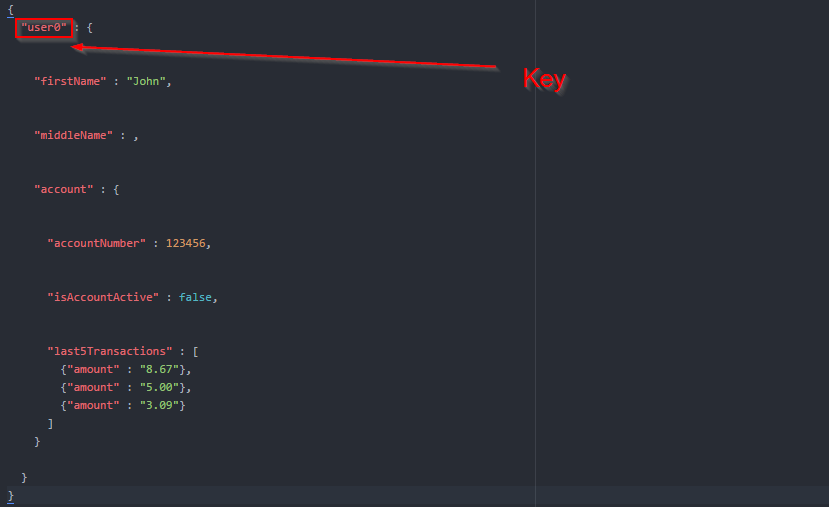 {
"user0" : {
Key
"firstName" : "John",
"middleName" : ,
"account" : {
"accountNumber" : 123456,
"isAccountActive" : false,
"last5Transactions" : [
{"amount" : "8.67"},
{"amount" : "5.00"},
{"amount" : "3.09"}
]
}
}
}